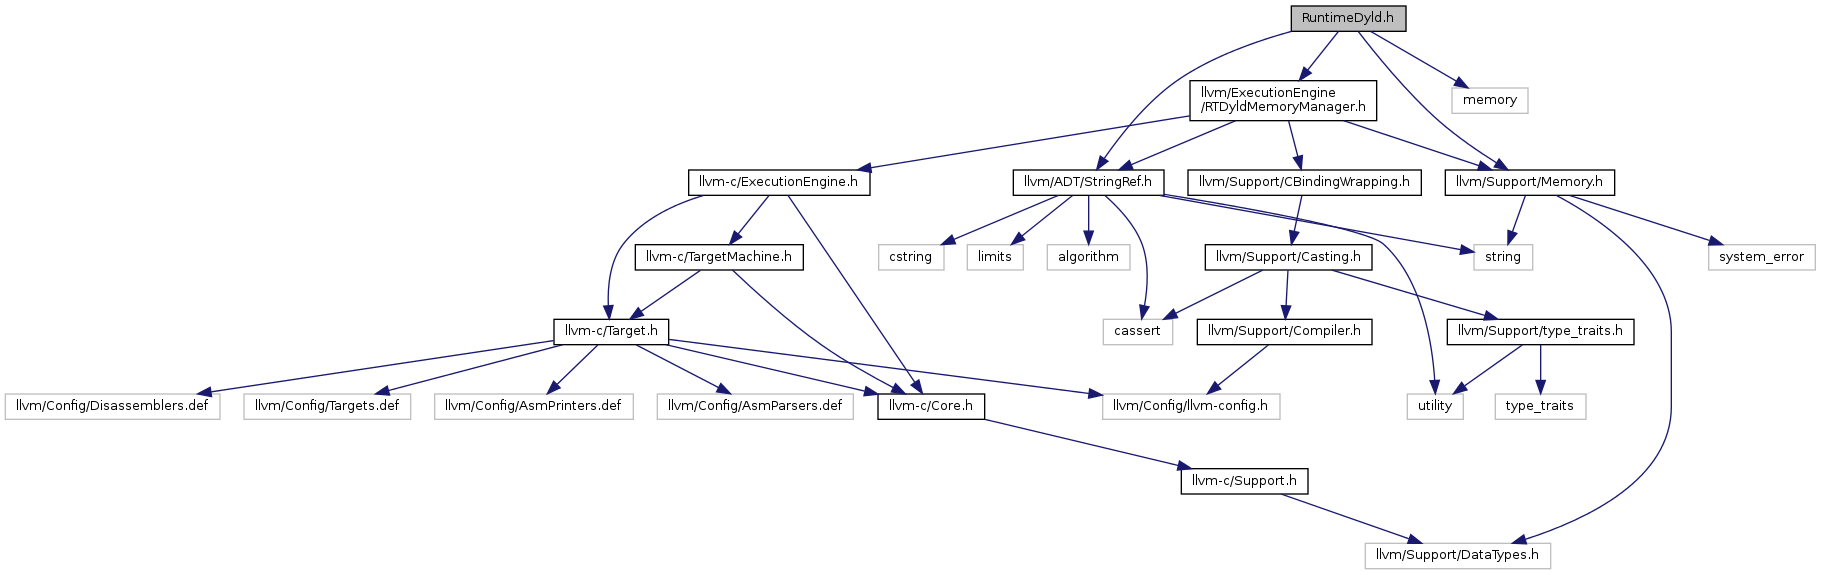 RuntimeDyld.h
llvm/ExecutionEngine
/RTDyldMemoryManager.h
memory
llvm-c/ExecutionEngine.h
llvm/ADT/StringRef.h
llvm/Support/CBindingWrapping.h
llvm/Support/Memory.h
llvm-c/TargetMachine.h
cstring
limits
algorithm
llvm/Support/Casting.h
string
system_error
llvm-c/Target.h
cassert
llvm/Support/Compiler.h
llvm/Support/type_traits.h
llvm/Config/Disassemblers.def
llvm/Config/Targets.def
llvm/Config/AsmPrinters.def
llvm/Config/AsmParsers.def
llvm-c/Core.h
llvm/Config/llvm-config.h
utility
type_traits
llvm-c/Support.h
llvm/Support/DataTypes.h